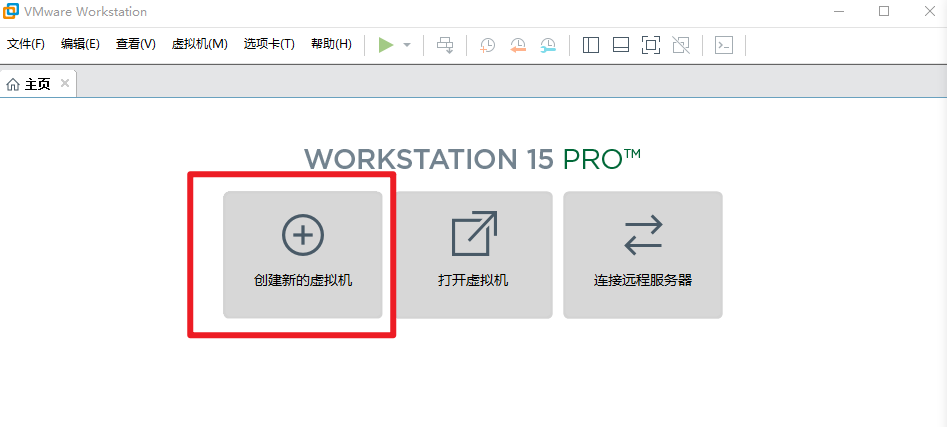 VMware Workstation
文件(F) 编辑(E) 查看(V) 虚拟机(M) 选项卡(T) 帮助(H)
主页
WORKSTATION 15 PRO™
创建新的虚拟机 打开虚拟机 连接远程服务器